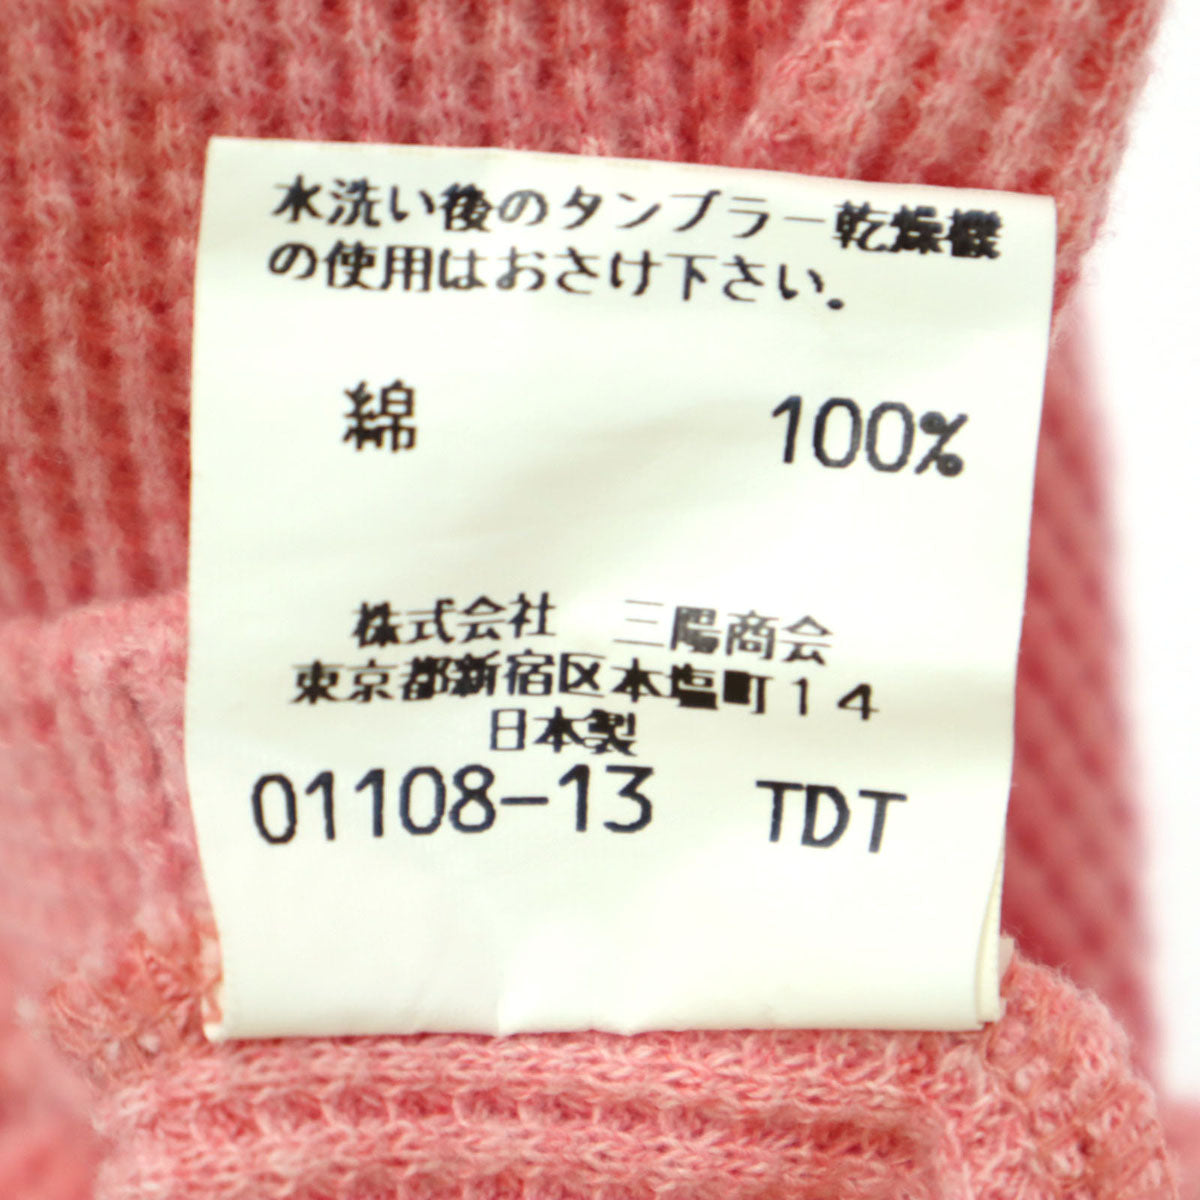 水洗い後のタンブラー乾燥機
の使用はおさけ下さい。
綿 100%
株式会社 三陽商会
東京都新宿区本塩町14
日本製
01108-13 TDT